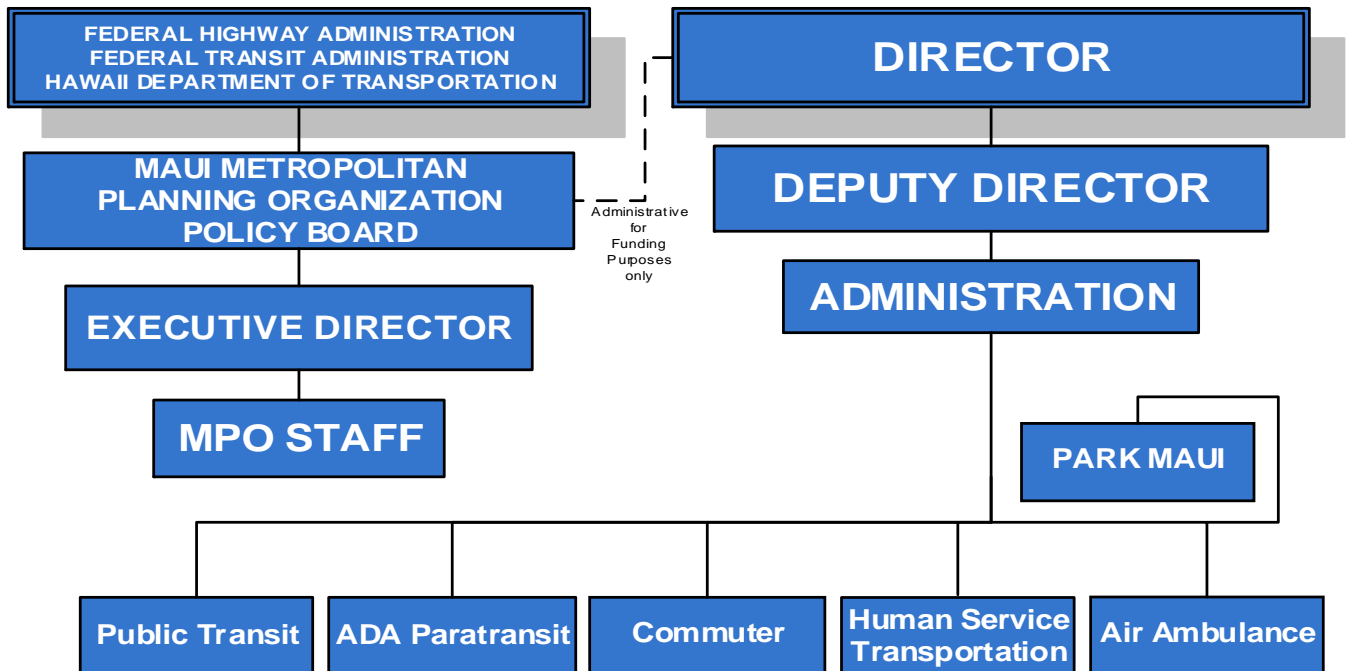 FEDERAL HIGHWAY ADMINISTRATION
FEDERAL TRANSIT ADMINISTRATION
HAWAII DEPARTMENT OF TRANSPORTATION
DIRECTOR
MAUI METROPOLITAN
PLANNING ORGANIZATION
POLICY BOARD
Administrative
for
Funding
Purposes
only
DEPUTY DIRECTOR
ADMINISTRATION
EXECUTIVE DIRECTOR
MPO STAFF
PARK MAUI
Public Transit
ADA Paratransit
Commuter
Human Service
Transportation
Air Ambulance